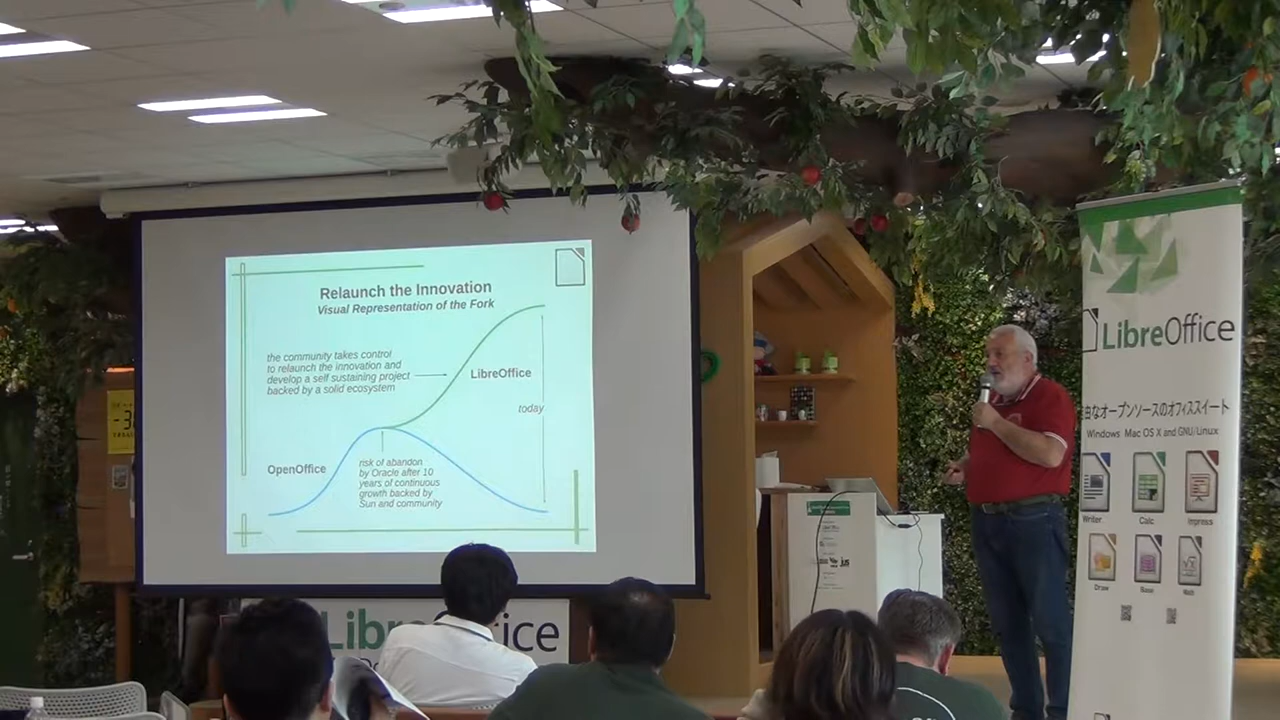 Relaunch the Innovation
Visual Representation of the Fork
the community takes control
to relaunch the innovation and
develop a self sustaining project
backed by a solid ecosystem
LibreOffice
today
OpenOffice
risk of abandon
by Oracle after 10
years of continuous
growth backed by
Sun and community
LibreOffice
LibreOffice
由なオープンソースのオフィススイート
Windows Mac OS X and GNU/Linux
Writer Calc Impress
Draw Base Math